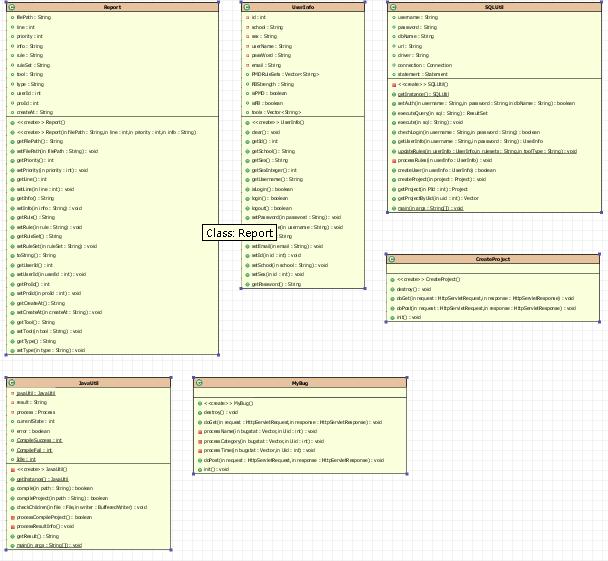 Report
filePath : String
line : int
priority : int
info : String
rule : String
ruleSet : String
tool : String
type : String
userId : int
proId : int
createAt : String
<<create>> Report()
<<create>> Report(in filePath : String,in line : int,in priority : int,in info : String)
getFilePath() : String
setFilePath(in filePath : String) : void
getPriority() : int
setPriority(in priority : int) : void
getLine() : int
setLine(in line : int) : void
getInfo() : String
setInfo(in info : String) : void
getRule() : String
setRule(in rule : String) : void
getRuleSet() : String
setRuleSet(in ruleSet : String) : void
toString() : String
getUserId() : int
setUserId(in userId : int) : void
getProId() : int
setProId(in proId : int) : void
getCreateAt() : String
setCreateAt(in createAt : String) : void
getTool() : String
setTool(in tool : String) : void
getType() : String
setType(in type : String) : void
UserInfo
id : int
school : String
sex : String
userName : String
passWord : String
email : String
PMDRuleSets : Vector<String>
FBStrength : String
isPMD : boolean
isFB : boolean
tools : Vector<String>
<<create>> UserInfo()
clear() : void
getId() : int
getSchool() : String
getSex() : String
getSexInteger() : int
getUsername() : String
isLogin() : boolean
login() : boolean
logout() : boolean
setPassword(in password : String) : void
in username : String) : void
: String
setEmail(in email : String) : void
setId(in id : int) : void
setSchool(in school : String) : void
setSex(in id : int) : void
getPassword() : String
Class: Report
SQLUtil
username : String
password : String
dbName : String
url : String
driver : String
connection : Connection
statement : Statement
<<create>> SQLUtil()
getInstance() : SQLUtil
setAuth(in username : String,in password : String,in dbName : String) : boolean
executeQuery(in sql : String) : ResultSet
execute(in sql : String) : void
checkLogin(in username : String,in password : String) : boolean
getUserInfo(in username : String,in password : String) : UserInfo
updateRules(in userInfo : UserInfo,in rulesets : String,in toolType : String) : void
processRules(in userInfo : UserInfo) : void
createUser(in userInfo : UserInfo) : boolean
createProject(in project : Project) : void
getProject(in PId : int) : Project
getProjectByUid(in uid : int) : Vector
main(in args : String[]) : void
CreateProject
<<create>> CreateProject()
destroy() : void
doGet(in request : HttpServletRequest,in response : HttpServletResponse) : void
doPost(in request : HttpServletRequest,in response : HttpServletResponse) : void
init() : void
JavaUtil
javaUtil : JavaUtil
result : String
process : Process
currentState : int
error : boolean
CompileSuccess : int
CompileFail : int
Idle : int
<<create>> JavaUtil()
getInstance() : JavaUtil
compile(in path : String) : boolean
compileProject(in path : String) : boolean
checkChildren(in file : File,in writer : BufferedWriter) : void
processCompileProject() : boolean
processResultInfo() : void
getResult() : String
main(in args : String[]) : void
MyBug
<<create>> MyBug()
destroy() : void
doGet(in request : HttpServletRequest,in response : HttpServletResponse) : void
processName(in bugstat : Vector,in Uid : int) : void
processCategory(in bugstat : Vector,in Uid : int) : void
processTime(in bugstat : Vector,in Uid : int) : void
doPost(in request : HttpServletRequest,in response : HttpServletResponse) : void
init() : void